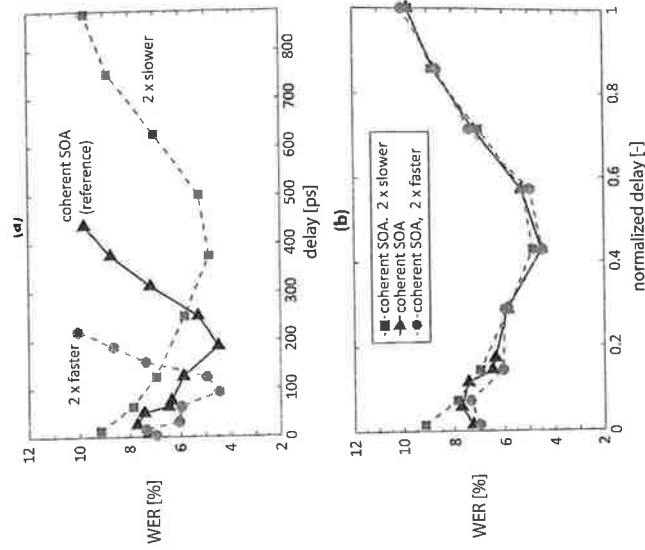 (a)
12
10
8
6
4
2
WER [%]
0
100
200
300
400
500
600
700
800
delay [ps]
2 x faster
coherent SOA
(reference)
2 x slower
(b)
12
10
8
6
4
2
WER [%]
0
0.2
0.4
0.6
0.8
1
normalized delay [-]
coherent SOA. 2 x slower
coherent SOA
coherent SOA, 2 x faster